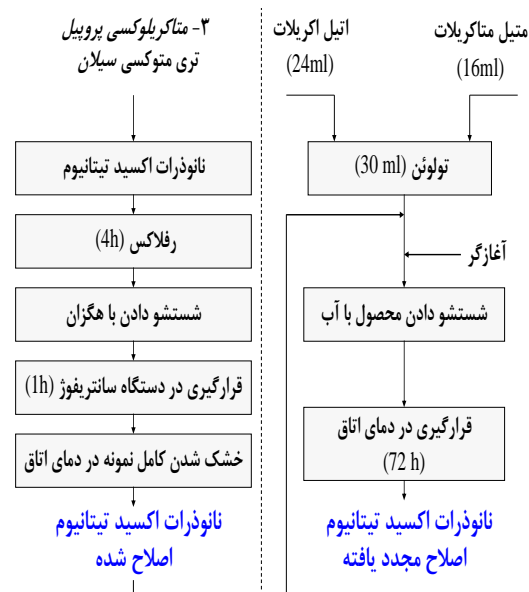 متیل متاکریلات
(16ml)
اتیل اکریلات
(24ml)
تولوئن (30 ml)
آغازگر
شستشو دادن محصول با آب
قرارگیری در دمای اتاق
(72 h)
نانوذرات اکسید تیتانیوم
اصلاح مجدد یافته
۳- متاکریلوکسی پروپیل
تری متوکسی سیلان
نانوذرات اکسید تیتانیوم
رفلاکس (4h)
شستشو دادن با هگزان
قرارگیری در دستگاه سانتریفوژ (1h)
خشک شدن کامل نمونه در دمای اتاق
نانوذرات اکسید تیتانیوم
اصلاح شده